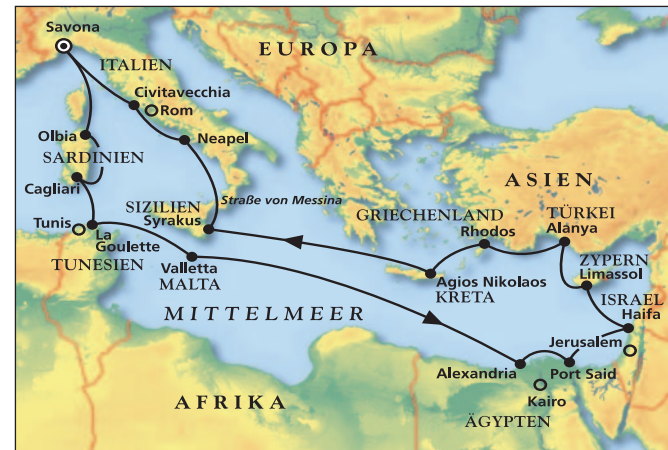 Savona
EUROPA
ITALIEN
Civitavecchia
Rom
Olbia
Neapel
SARDINIEN
Cagliari
ASIEN
SIZILIEN
Straße von Messina
Syrakus
GRIECHENLAND
TÜRKEI
Tunis
La
Goulette
Rhodos
Alanya
TUNESIEN
Valletta
MALTA
ZYPERN
Limassol
Agios Nikolaos
KRETA
ISRAEL
Haifa
MITTELMEER
Jerusalem
Alexandria
Port Said
AFRIKA
Kairo
ÄGYPTEN